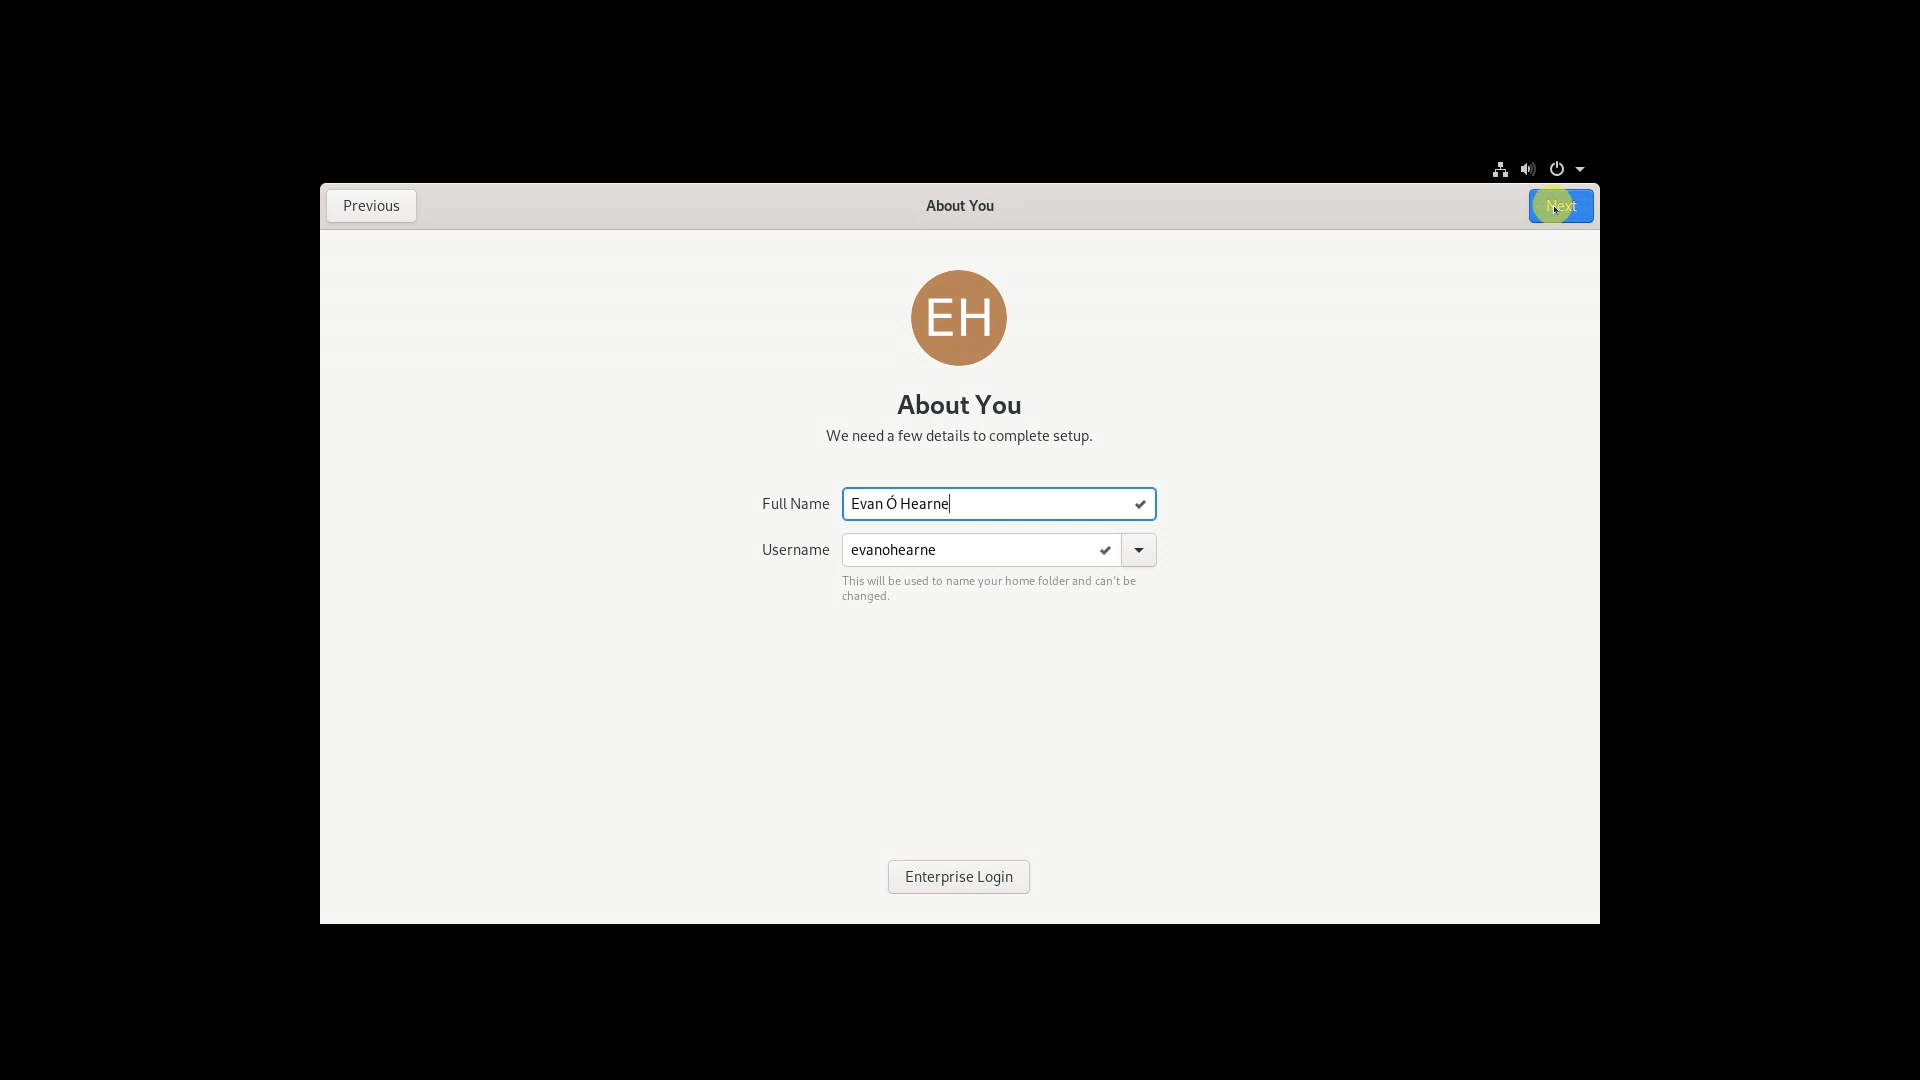 Previous
About You
Next
EH
About You
We need a few details to complete setup.
Full Name
Evan Ó Hearne
Username
evanohearne
This will be used to name your home folder and can't be
changed.
Enterprise Login